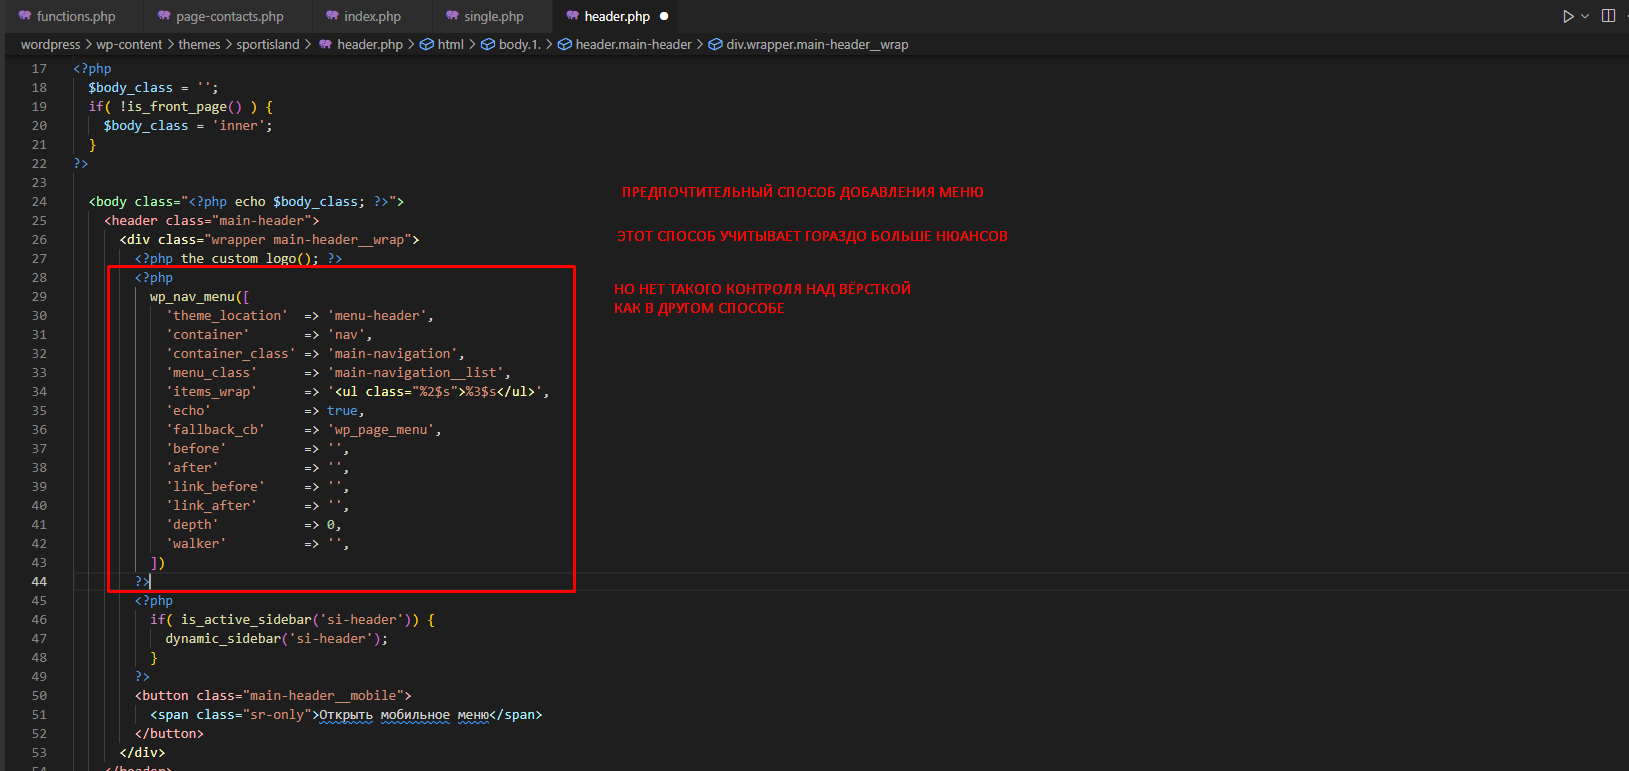 functions.php page-contacts.php index.php single.php header.php
wordpress > wp-content > themes > sportisland > header.php > html > body.1. > header.main-header > div.wrapper.main-header__wrap
17 <?php
18 $body_class = '';
19 if( !is_front_page() ) {
20 $body_class = 'inner';
21 }
22 ?>
23
24 <body class="<?php echo $body_class; ?>">
25 <header class="main-header">
26 <div class="wrapper main-header__wrap">
27 <?php the_custom_logo(); ?>
28 <?php
29 wp_nav_menu([
30 'theme_location' => 'menu-header',
31 'container' => 'nav',
32 'container_class' => 'main-navigation',
33 'menu_class' => 'main-navigation__list',
34 'items_wrap' => '<ul class="%2$s">%3$s</ul>',
35 'echo' => true,
36 'fallback_cb' => 'wp_page_menu',
37 'before' => '',
38 'after' => '',
39 'link_before' => '',
40 'link_after' => '',
41 'depth' => 0,
42 'walker' => '',
43 ])
44 ?>
45 <?php
46 if( is_active_sidebar('si-header')) {
47 dynamic_sidebar('si-header');
48 }
49 ?>
50 <button class="main-header__mobile">
51 <span class="sr-only">Открыть мобильное меню</span>
52 </button>
53 </div>
54 </header>
ПРЕДПОЧТИТЕЛЬНЫЙ СПОСОБ ДОБАВЛЕНИЯ МЕНЮ
ЭТОТ СПОСОБ УЧИТЫВАЕТ ГОРАЗДО БОЛЬШЕ НЮАНСОВ
НО НЕТ ТАКОГО КОНТРОЛЯ НАД ВЁРСТКОЙ
КАК В ДРУГОМ СПОСОБЕ